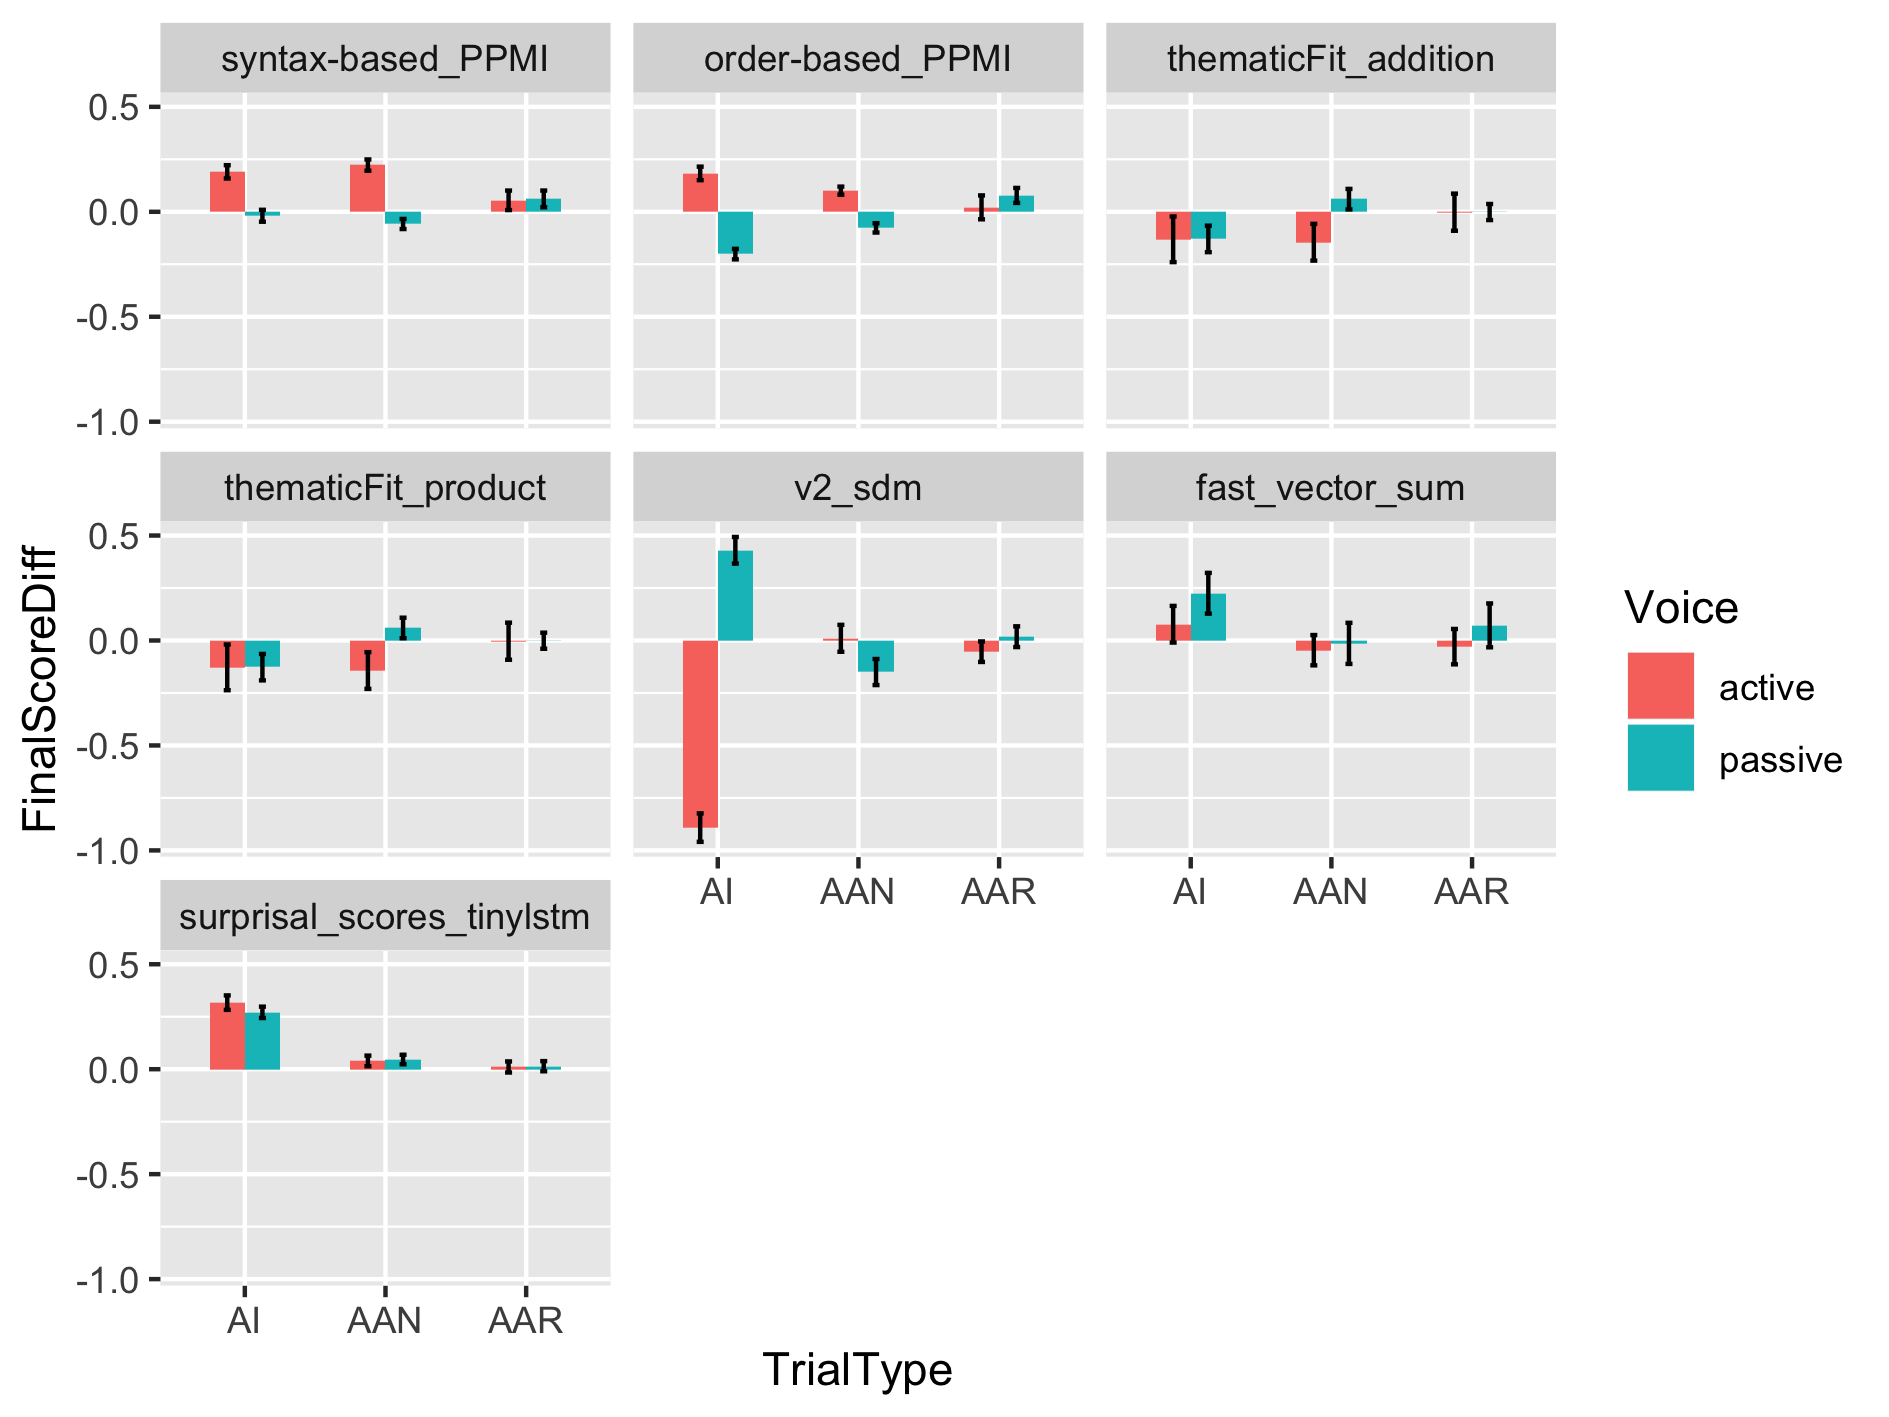 syntax-based_PPMI
order-based_PPMI
thematicFit_addition
0.5
0.0
-0.5
-1.0
thematicFit_product
v2_sdm
fast_vector_sum
0.5
0.0
-0.5
-1.0
AI AAN AAR
AI AAN AAR
surprisal_scores_tinylstm
0.5
0.0
-0.5
-1.0
AI AAN AAR
TrialType
FinalScoreDiff
Voice
active
passive